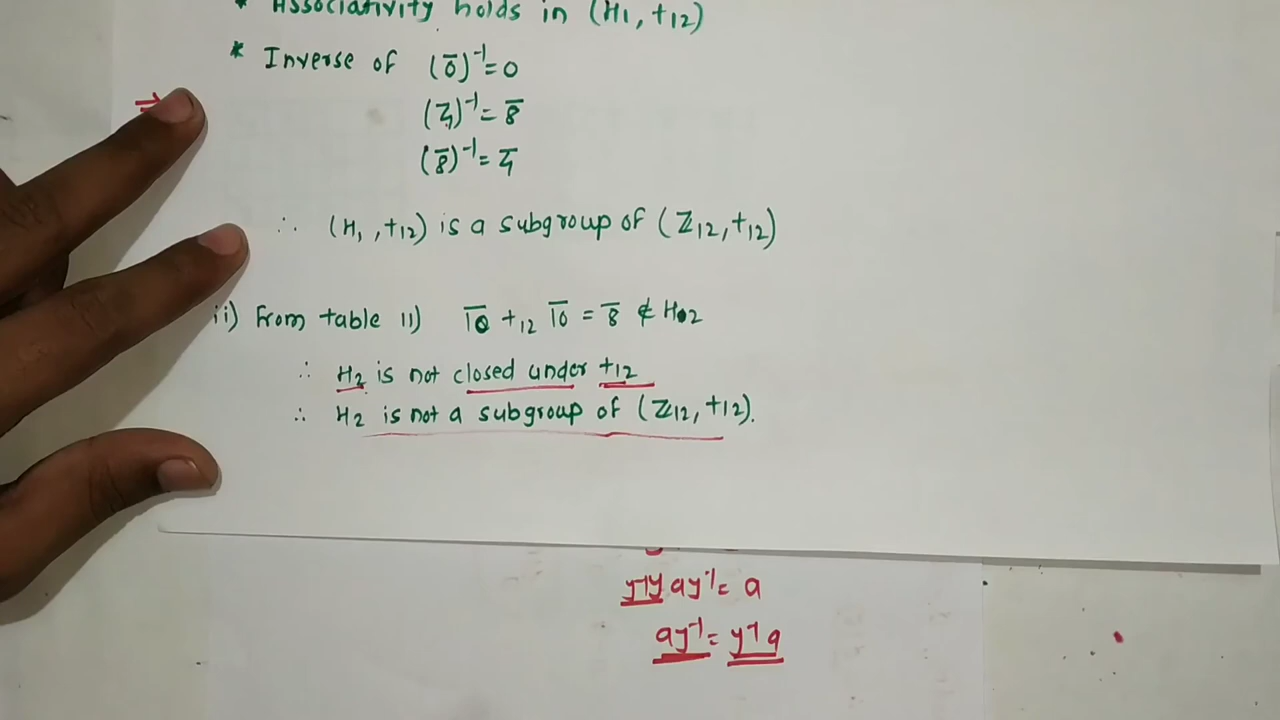 * Associativity holds in (H₁, +₁₂)
* Inverse of (0̅)⁻¹ = 0
(4̅)⁻¹ = 8̅
(8̅)⁻¹ = 4̅
∴ (H₁, +₁₂) is a subgroup of (Z₁₂, +₁₂)
ii) From table 11) 1̅0̅ +₁₂ 1̅0̅ = 8̅ ∉ H₂
∴ H₂ is not closed under +₁₂
∴ H₂ is not a subgroup of (Z₁₂, +₁₂).
y⁻¹y ay⁻¹ = a
ay⁻¹ = y⁻¹a